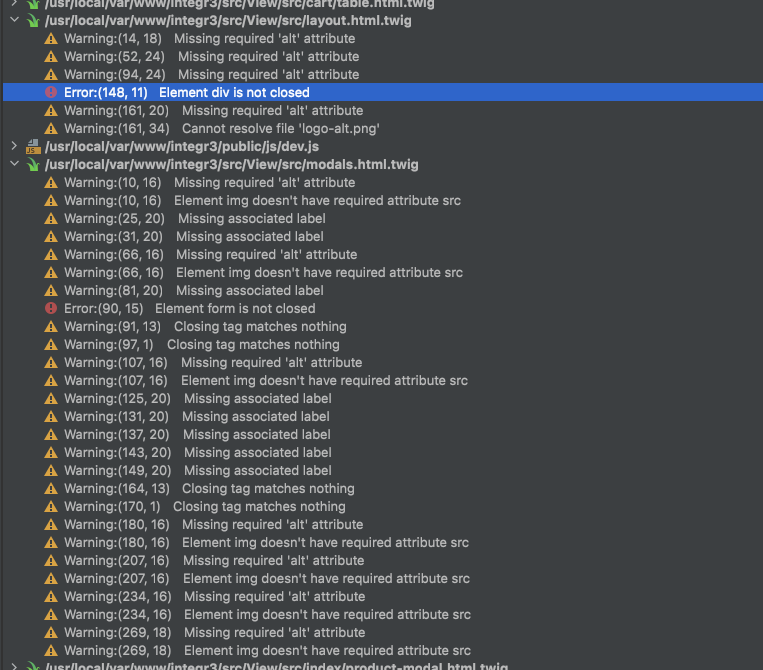 /usr/local/var/www/integr3/src/View/src/cart/table.html.twig
/usr/local/var/www/integr3/src/View/src/layout.html.twig
Warning:(14, 18) Missing required 'alt' attribute
Warning:(52, 24) Missing required 'alt' attribute
Warning:(94, 24) Missing required 'alt' attribute
Error:(148, 11) Element div is not closed
Warning:(161, 20) Missing required 'alt' attribute
Warning:(161, 34) Cannot resolve file 'logo-alt.png'
JS /usr/local/var/www/integr3/public/js/dev.js
/usr/local/var/www/integr3/src/View/src/modals.html.twig
Warning:(10, 16) Missing required 'alt' attribute
Warning:(10, 16) Element img doesn't have required attribute src
Warning:(25, 20) Missing associated label
Warning:(31, 20) Missing associated label
Warning:(66, 16) Missing required 'alt' attribute
Warning:(66, 16) Element img doesn't have required attribute src
Warning:(81, 20) Missing associated label
Error:(90, 15) Element form is not closed
Warning:(91, 13) Closing tag matches nothing
Warning:(97, 1) Closing tag matches nothing
Warning:(107, 16) Missing required 'alt' attribute
Warning:(107, 16) Element img doesn't have required attribute src
Warning:(125, 20) Missing associated label
Warning:(131, 20) Missing associated label
Warning:(137, 20) Missing associated label
Warning:(143, 20) Missing associated label
Warning:(149, 20) Missing associated label
Warning:(164, 13) Closing tag matches nothing
Warning:(170, 1) Closing tag matches nothing
Warning:(180, 16) Missing required 'alt' attribute
Warning:(180, 16) Element img doesn't have required attribute src
Warning:(207, 16) Missing required 'alt' attribute
Warning:(207, 16) Element img doesn't have required attribute src
Warning:(234, 16) Missing required 'alt' attribute
Warning:(234, 16) Element img doesn't have required attribute src
Warning:(269, 18) Missing required 'alt' attribute
Warning:(269, 18) Element img doesn't have required attribute src
/usr/local/var/www/integr3/src/View/src/index/product-modal.html.twig